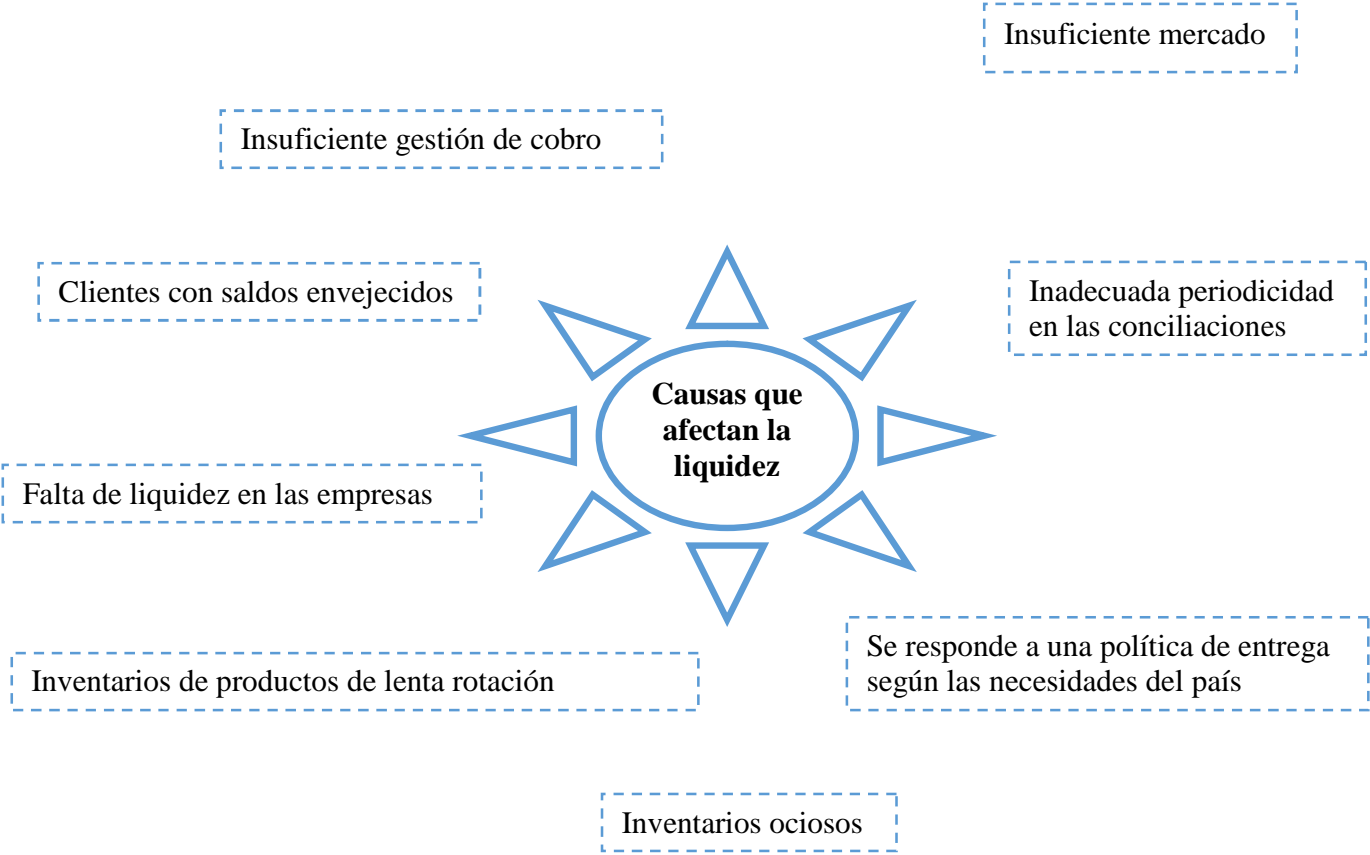 Insuficiente mercado
Insuficiente gestión de cobro
Clientes con saldos envejecidos
Inadecuada periodicidad
en las conciliaciones
Causas que
afectan la
liquidez
Falta de liquidez en las empresas
Se responde a una política de entrega
según las necesidades del país
Inventarios de productos de lenta rotación
Inventarios ociosos